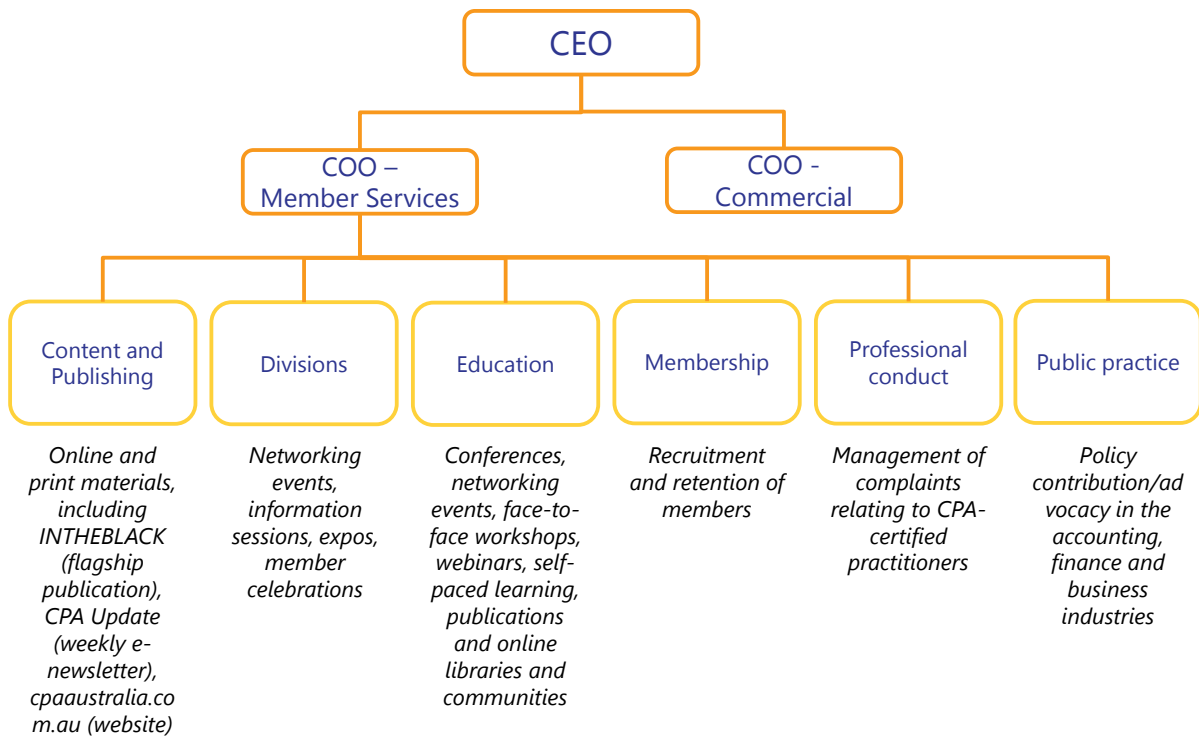 CEO
COO –
Member Services
COO -
Commercial
Content and
Publishing
Divisions
Education
Membership
Professional
conduct
Public practice
Online and
print materials,
including
INTHEBLACK
(flagship
publication),
CPA Update
(weekly e-
newsletter),
cpaaustralia.co
m.au (website)
Networking
events,
information
sessions, expos,
member
celebrations
Conferences,
networking
events, face-to-
face workshops,
webinars, self-
paced learning,
publications
and online
libraries and
communities
Recruitment
and retention of
members
Management of
complaints
relating to CPA-
certified
practitioners
Policy
contribution/ad
vocacy in the
accounting,
finance and
business
industries